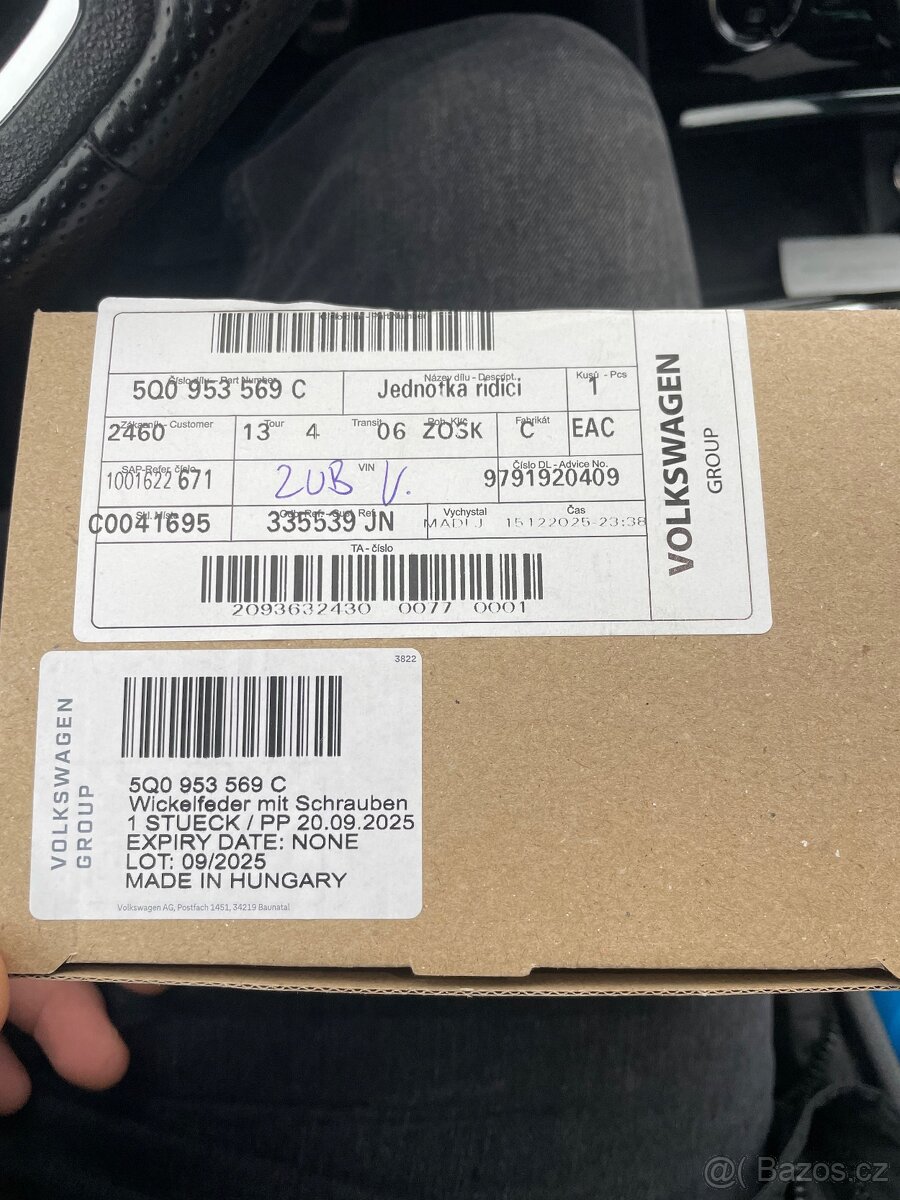 Číslo dílu - Part Number
Název dílu - Descript.
Kusů - Pcs
5Q0 953 569 C
Jednotka řídicí
1
Zákazník - Customer
Tour
Transit
Fabrikát
2460
13 4
06 ZOSK
C
EAC
SAP-Refer. číslo
VIN
Číslo DL - Advice No.
1001622 671
ZUB V.
9791920409
Vychystal
Čas
C0041695
335539 JN
MADLJ 15122025-23:38
TA - číslo
2093632430 0077 0001
VOLKSWAGEN
GROUP
3822
VOLKSWAGEN
GROUP
5Q0 953 569 C
Wickelfeder mit Schrauben
1 STUECK / PP 20.09.2025
EXPIRY DATE: NONE
LOT: 09/2025
MADE IN HUNGARY
Volkswagen AG, Postfach 1451, 34219 Baunatal
@( Bazos.cz